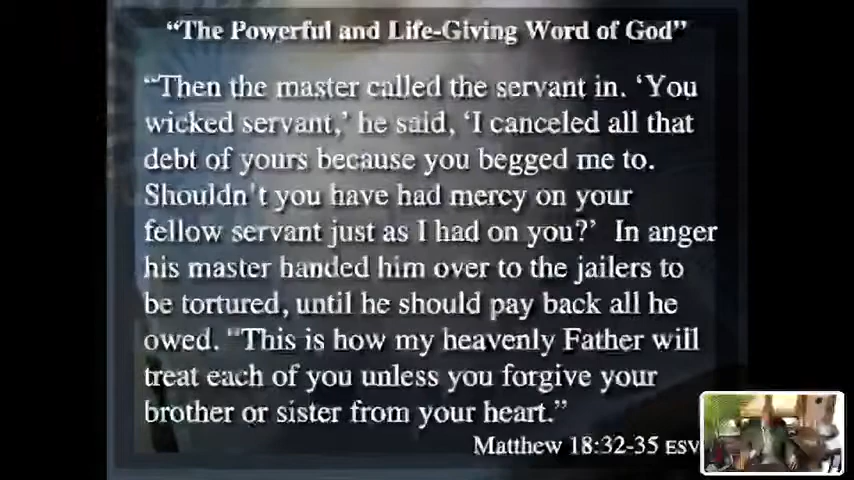 “The Powerful and Life-Giving Word of God”
“Then the master called the servant in. ‘You
wicked servant,’ he said, ‘I canceled all that
debt of yours because you begged me to.
Shouldn’t you have had mercy on your
fellow servant just as I had on you?’  In anger
his master handed him over to the jailers to
be tortured, until he should pay back all he
owed. “This is how my heavenly Father will
treat each of you unless you forgive your
brother or sister from your heart.”
Matthew 18:32-35 ESV